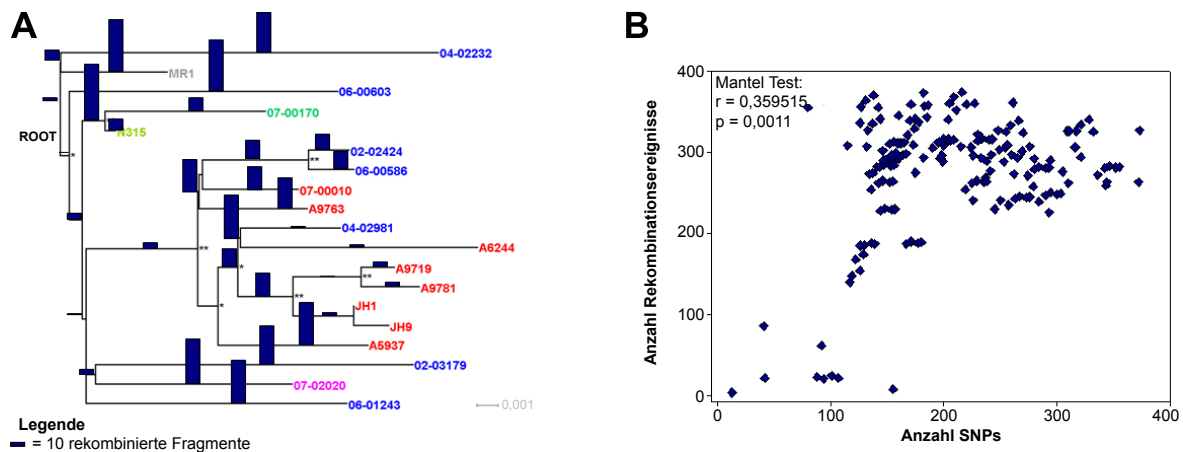 A
04-02232
MR1
06-00603
07-00170
N315
ROOT
*
02-02424
**
06-00586
07-00010
A9763
04-02981
**
A6244
*
A9719
**
A9781
**
JH1
*
JH9
A5937
02-03179
07-02020
06-01243
0,001
Legende
= 10 rekombinierte Fragmente
B
Mantel Test:
r = 0,359515
p = 0,0011
Anzahl Rekombinationsereignisse
400
300
200
100
0
0 100 200 300 400
Anzahl SNPs